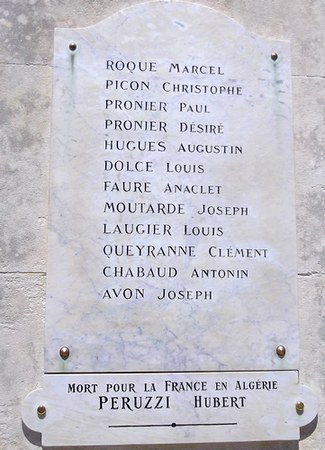 ROQUE MARCEL
PICON CHRISTOPHE
PRONIER PAUL
PRONIER DÉSIRÉ
HUGUES AUGUSTIN
DOLCE LOUIS
FAURE ANACLET
MOUTARDE JOSEPH
LAUGIER LOUIS
QUEYRANNE CLÉMENT
CHABAUD ANTONIN
AVON JOSEPH
MORT POUR LA FRANCE EN ALGÉRIE
PERUZZI HUBERT